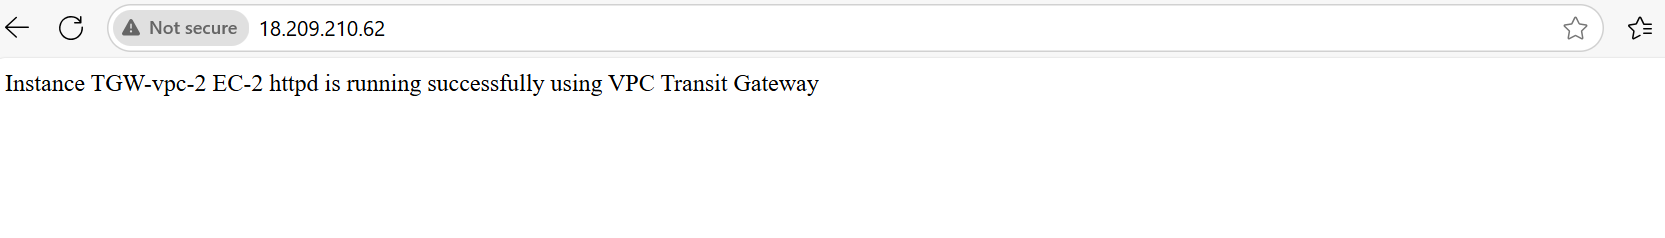 Not secure 18.209.210.62
Instance TGW-vpc-2 EC-2 httpd is running successfully using VPC Transit Gateway